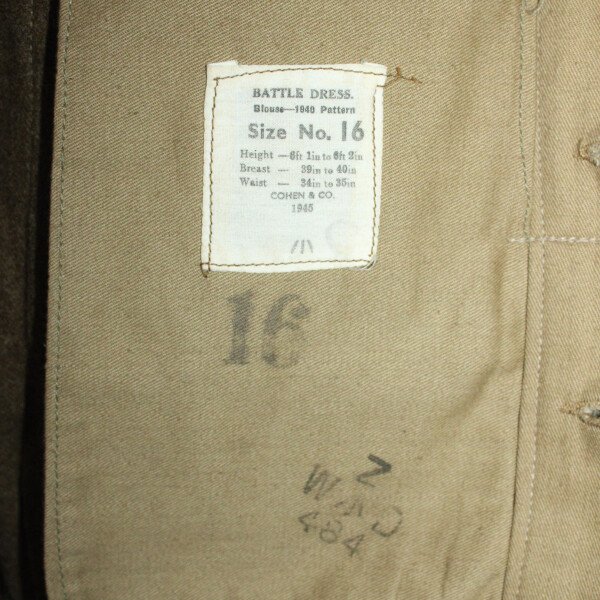 BATTLE DRESS.
Blouse—1940 Pattern
Size No. 16
Height — 6ft 1in to 6ft 2in
Breast — 39in to 40in
Waist — 34in to 35in
COHEN & CO.
1945
16
Z
W D
484